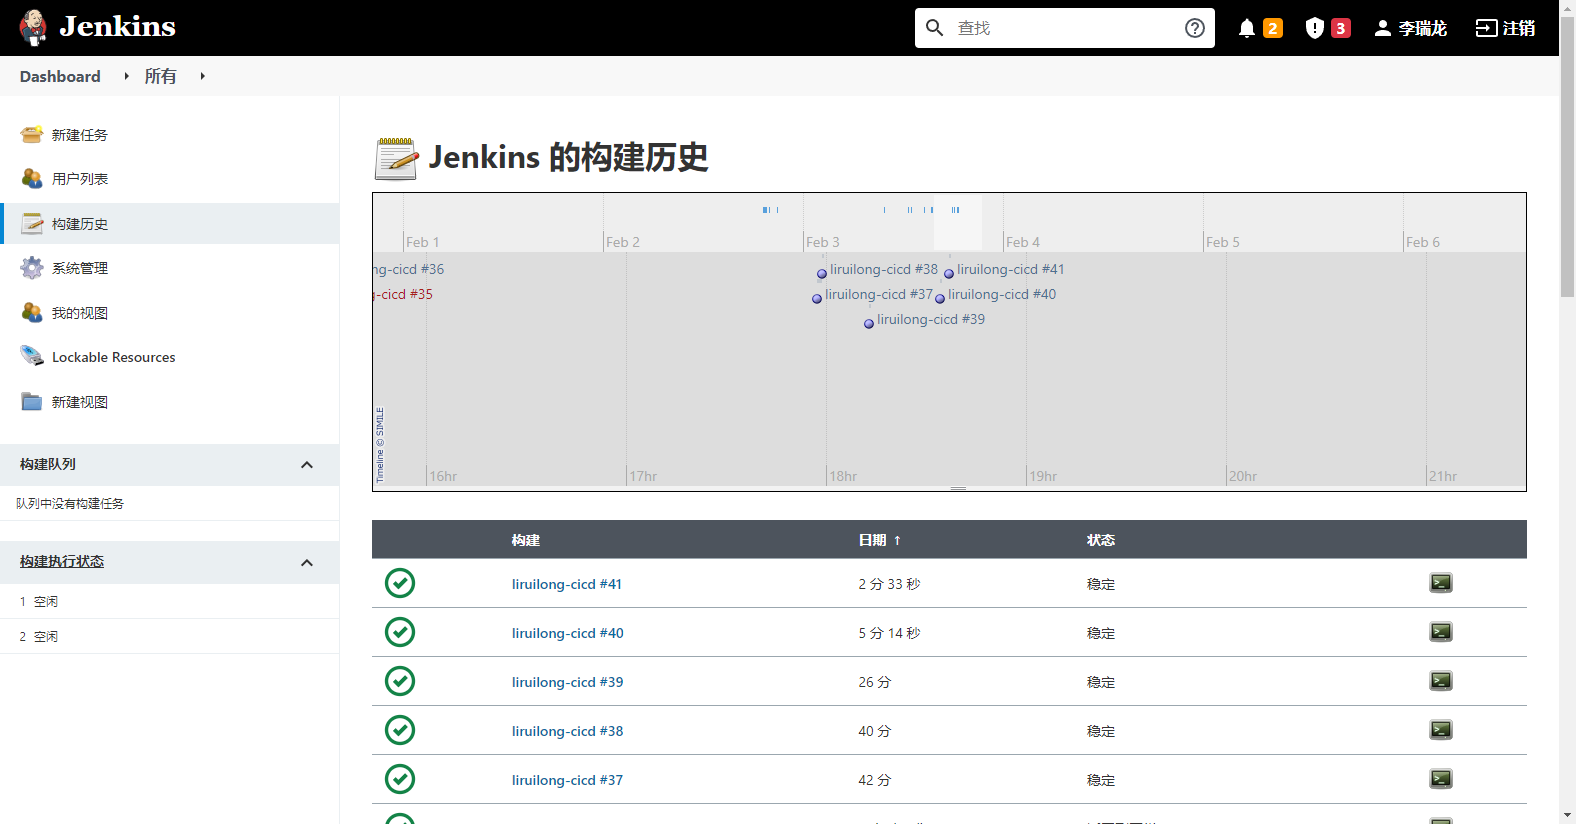 Jenkins
查找
2
3
李瑞龙
注销
Dashboard
所有
新建任务
用户列表
构建历史
系统管理
我的视图
Lockable Resources
新建视图
构建队列
队列中没有构建任务
构建执行状态
1 空闲
2 空闲
Jenkins 的构建历史
Feb 1
Feb 2
Feb 3
Feb 4
Feb 5
Feb 6
ng-cicd #36
liruilong-cicd #38
liruilong-cicd #41
g-cicd #35
liruilong-cicd #37
liruilong-cicd #40
liruilong-cicd #39
Timeline © SIMILE
16hr
17hr
18hr
19hr
20hr
21hr
构建 日期 ↑ 状态
liruilong-cicd #41 2 分 33 秒 稳定
liruilong-cicd #40 5 分 14 秒 稳定
liruilong-cicd #39 26 分 稳定
liruilong-cicd #38 40 分 稳定
liruilong-cicd #37 42 分 稳定